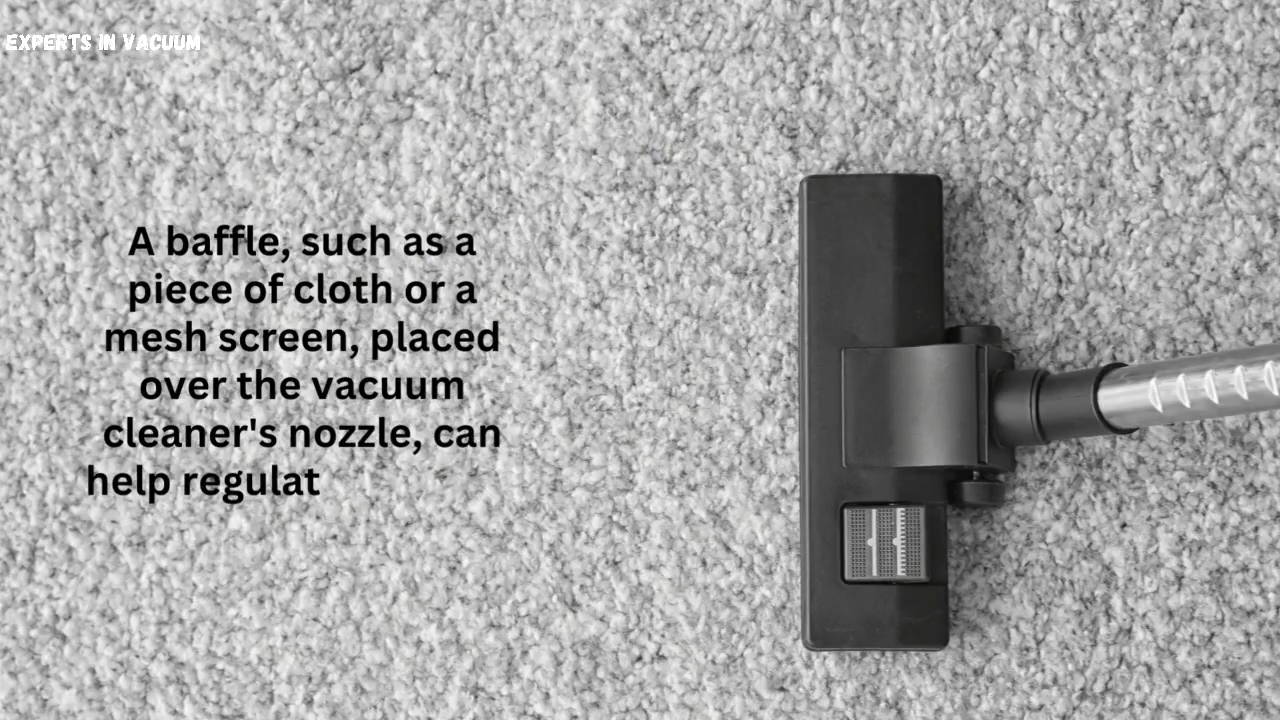 EXPERTS IN VACUUM
A baffle, such as a
piece of cloth or a
mesh screen, placed
over the vacuum
cleaner's nozzle, can
help regulat